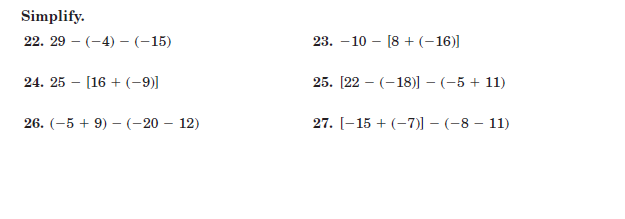 Simplify.
22. 29 − (−4) − (−15)
23. −10 − [8 + (−16)]
24. 25 − [16 + (−9)]
25. [22 − (−18)] − (−5 + 11)
26. (−5 + 9) − (−20 − 12)
27. [−15 + (−7)] − (−8 − 11)